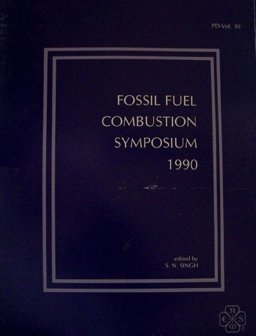 PD-Vol. 30
FOSSIL FUEL
COMBUSTION
SYMPOSIUM
1990
edited by
S. N. SINGH